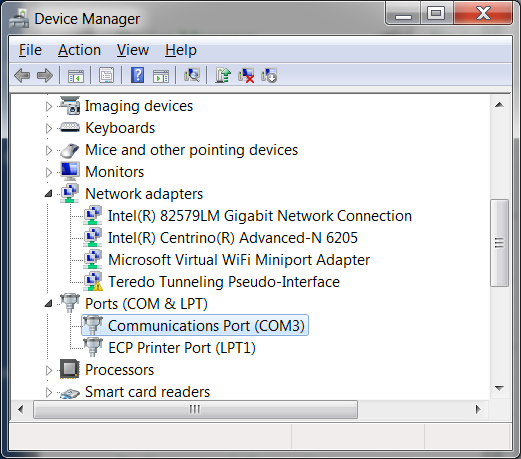 Device Manager
File Action View Help
Imaging devices
Keyboards
Mice and other pointing devices
Monitors
Network adapters
Intel(R) 82579LM Gigabit Network Connection
Intel(R) Centrino(R) Advanced-N 6205
Microsoft Virtual WiFi Miniport Adapter
Teredo Tunneling Pseudo-Interface
Ports (COM & LPT)
Communications Port (COM3)
ECP Printer Port (LPT1)
Processors
Smart card readers